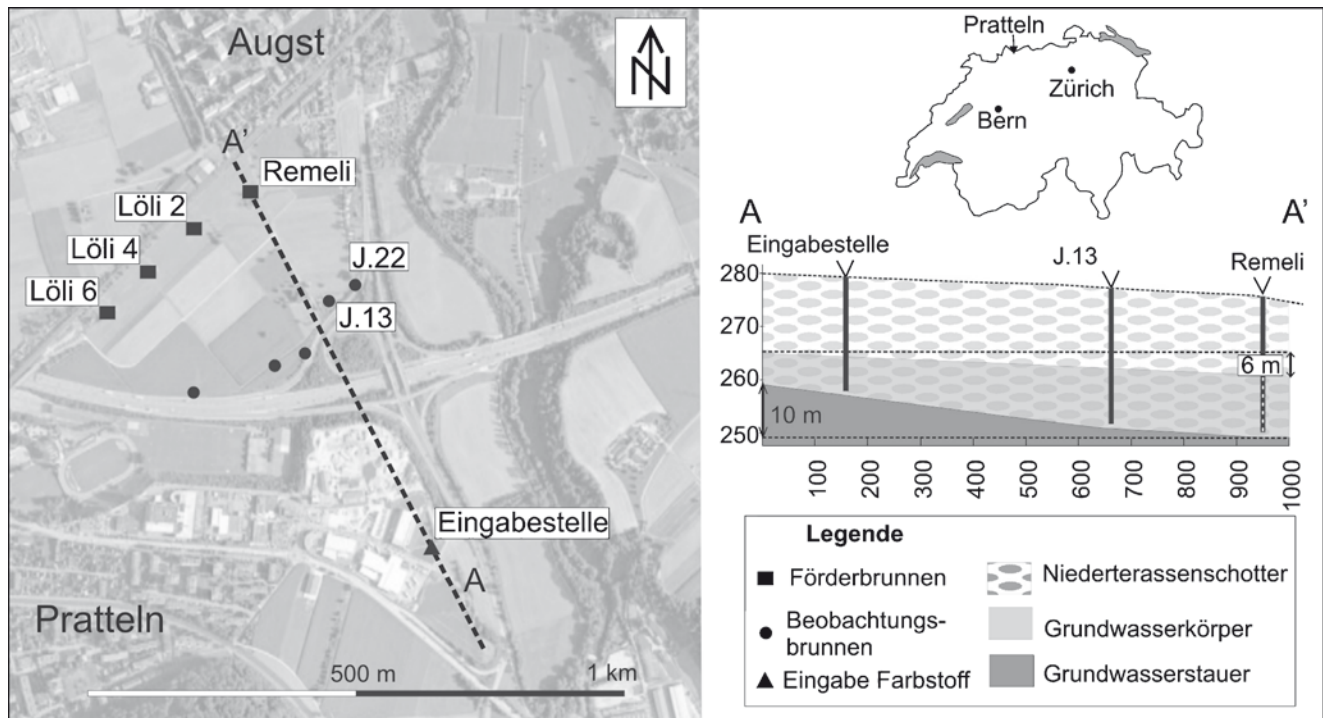 Augst
N
A'
Remeli
Löli 2
Löli 4
Löli 6
J.22
J.13
Eingabestelle
A
Pratteln
500 m
1 km
Pratteln
Zürich
Bern
A
A'
Eingabestelle
J.13
Remeli
280
270
260
250
6 m
10 m
100
200
300
400
500
600
700
800
900
1000
Legende
Förderbrunnen
Beobachtungs-
brunnen
Eingabe Farbstoff
Niederterassenschotter
Grundwasserkörper
Grundwasserstauer